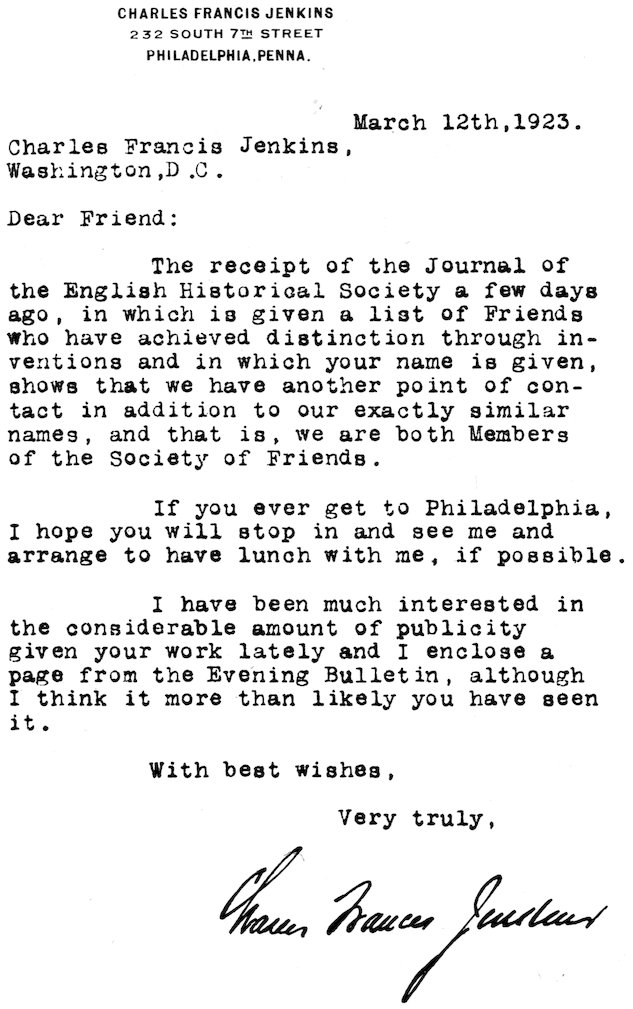 CHARLES FRANCIS JENKINS
232 SOUTH 7TH STREET
PHILADELPHIA, PENNA.
March 12th,1923.
Charles Francis Jenkins,
Washington,D.C.
Dear Friend:
The receipt of the Journal of
the English Historical Society a few days
ago, in which is given a list of Friends
who have achieved distinction through in-
ventions and in which your name is given,
shows that we have another point of con-
tact in addition to our exactly similar
names, and that is, we are both Members
of the Society of Friends.
If you ever get to Philadelphia,
I hope you will stop in and see me and
arrange to have lunch with me, if possible.
I have been much interested in
the considerable amount of publicity
given your work lately and I enclose a
page from the Evening Bulletin, although
I think it more than likely you have seen
it.
With best wishes,
Very truly,
Charles Francis Jenkins